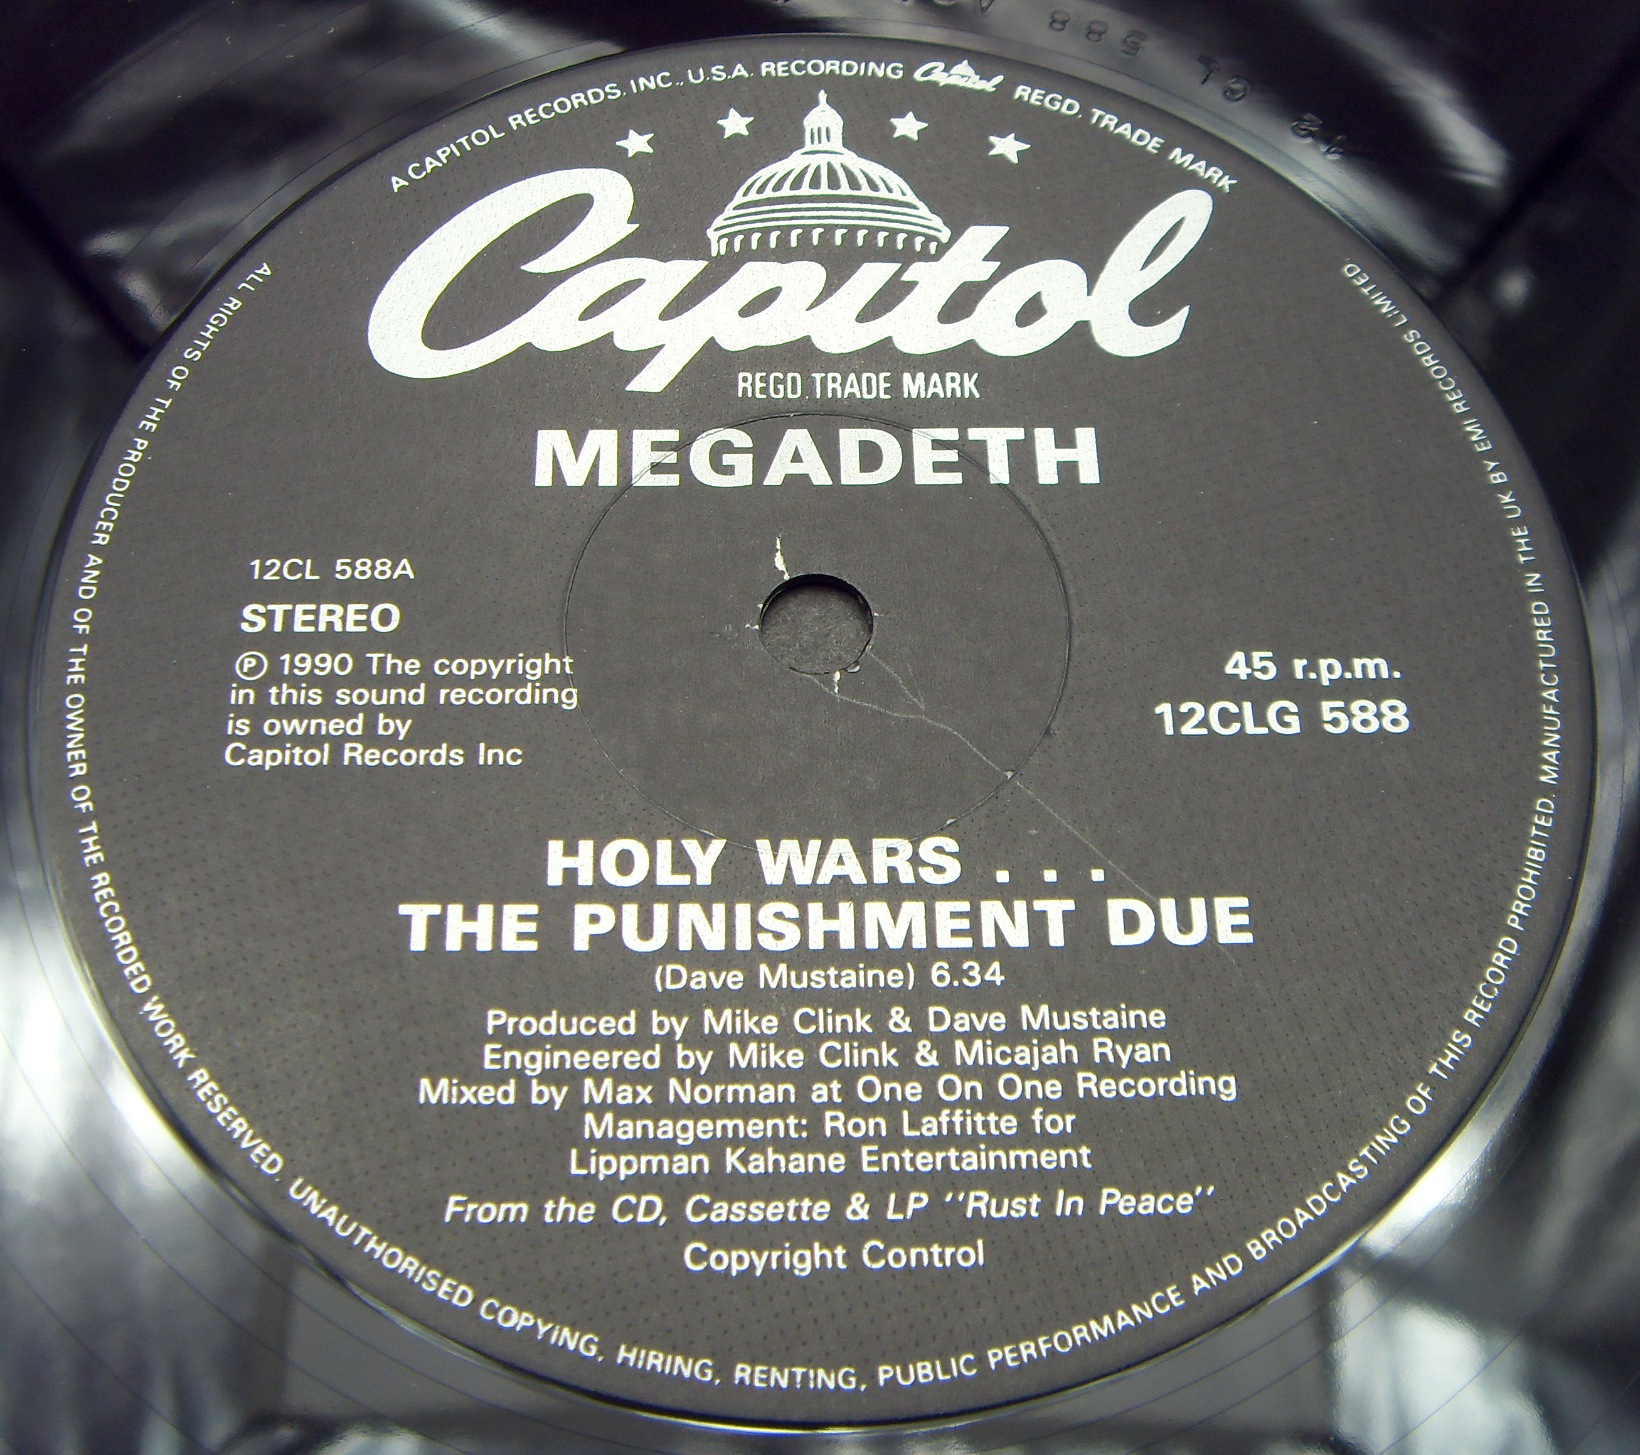 A CAPITOL RECORDS, INC., U.S.A. RECORDING Capitol REGD. TRADE MARK
Capitol
REGD. TRADE MARK
MEGADETH
12CL 588A
STEREO
Ⓟ 1990 The copyright
in this sound recording
is owned by
Capitol Records Inc
45 r.p.m.
12CLG 588
HOLY WARS . . .
THE PUNISHMENT DUE
(Dave Mustaine) 6.34
Produced by Mike Clink & Dave Mustaine
Engineered by Mike Clink & Micajah Ryan
Mixed by Max Norman at One On One Recording
Management: Ron Laffitte for
Lippman Kahane Entertainment
From the CD, Cassette & LP "Rust In Peace"
Copyright Control
ALL RIGHTS OF THE PRODUCER AND OF THE OWNER OF THE RECORDED WORK RESERVED. UNAUTHORISED COPYING, HIRING, RENTING, PUBLIC PERFORMANCE AND BROADCASTING OF THIS RECORD PROHIBITED. MANUFACTURED IN THE UK BY EMI RECORDS LIMITED.
12 CL 588